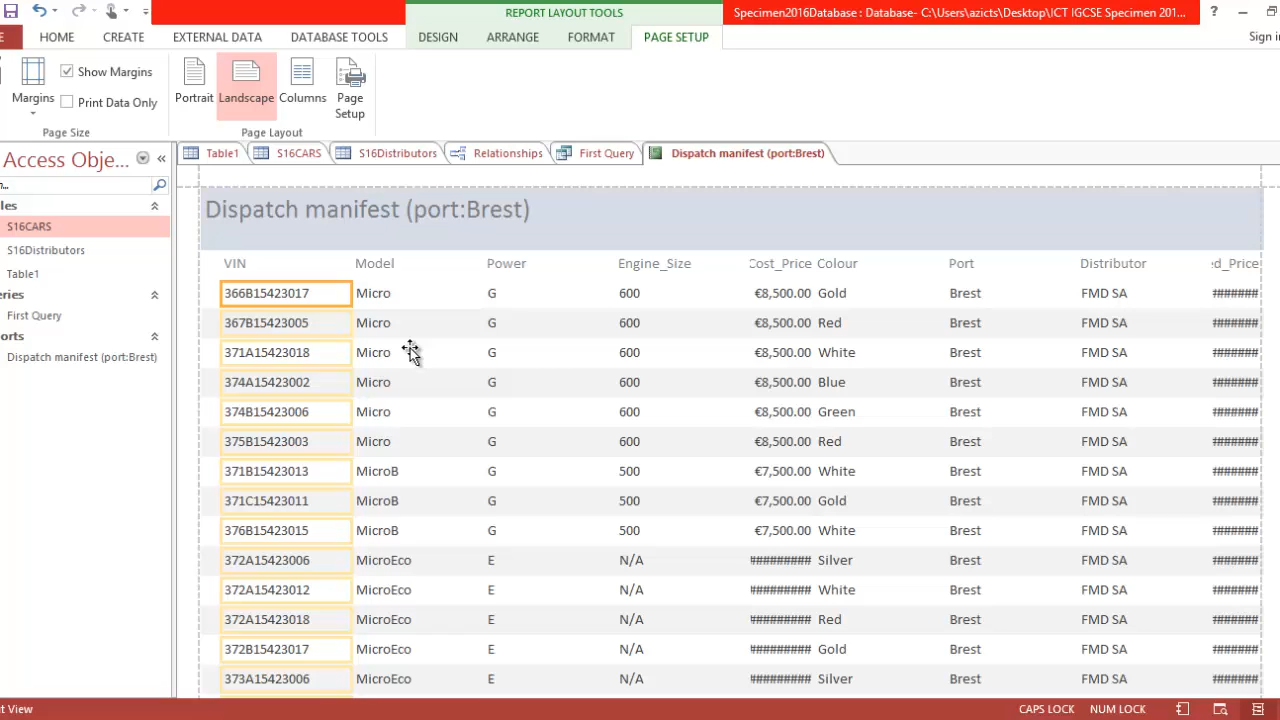 REPORT LAYOUT TOOLS
Specimen2016Database : Database- C:\Users\azicts\Desktop\ICT IGCSE Specimen 201... ?
E HOME CREATE EXTERNAL DATA DATABASE TOOLS DESIGN ARRANGE FORMAT PAGE SETUP Sign i
Margins Show Margins Print Data Only
Portrait Landscape Columns Page Setup
Page Size Page Layout
Access Obje... «
Table1 S16CARS S16Distributors Relationships First Query Dispatch manifest (port:Brest)
...
les
S16CARS
S16Distributors
Table1
eries
First Query
orts
Dispatch manifest (port:Brest)
Dispatch manifest (port:Brest)
VIN Model Power Engine_Size Cost_Price Colour Port Distributor ed_Price
366B15423017 Micro G 600 €8,500.00 Gold Brest FMD SA #######
367B15423005 Micro G 600 €8,500.00 Red Brest FMD SA #######
371A15423018 Micro G 600 €8,500.00 White Brest FMD SA #######
374A15423002 Micro G 600 €8,500.00 Blue Brest FMD SA #######
374B15423006 Micro G 600 €8,500.00 Green Brest FMD SA #######
375B15423003 Micro G 600 €8,500.00 Red Brest FMD SA #######
371B15423013 MicroB G 500 €7,500.00 White Brest FMD SA #######
371C15423011 MicroB G 500 €7,500.00 Gold Brest FMD SA #######
376B15423015 MicroB G 500 €7,500.00 White Brest FMD SA #######
372A15423006 MicroEco E N/A ######### Silver Brest FMD SA #######
372A15423012 MicroEco E N/A ######### White Brest FMD SA #######
372A15423018 MicroEco E N/A ######### Red Brest FMD SA #######
372B15423017 MicroEco E N/A ######### Gold Brest FMD SA #######
373A15423006 MicroEco E N/A ######### Silver Brest FMD SA #######
t View CAPS LOCK NUM LOCK